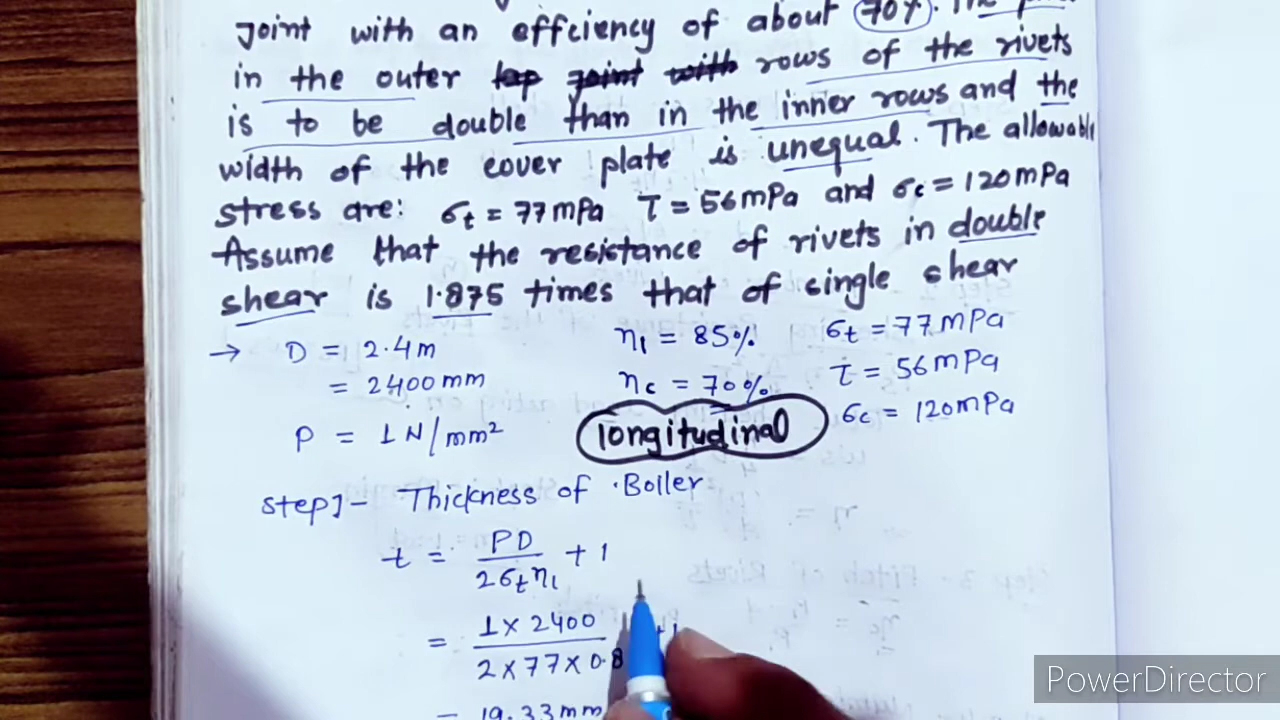 joint with an effciency of about 70%. The
in the outer lap joint with rows of the rivets
is to be double than in the inner rows and the
width of the cover plate is unequal. The allowable
stress are: σt = 77 mPa τ = 56 mPa and σc = 120 mPa
Assume that the resistance of rivets in double
shear is 1.875 times that of single shear
→ D = 2.4 m η1 = 85% σt = 77 mPa
= 2400 mm ηc = 70% τ = 56 mPa
P = 1 N/mm² longitudinal σc = 120 mPa
step 1- Thickness of Boiler
t = PD / 2σtη1 + 1
= 1 × 2400 / 2 × 77 × 0.8 +1
= 19.33 mm
PowerDirector